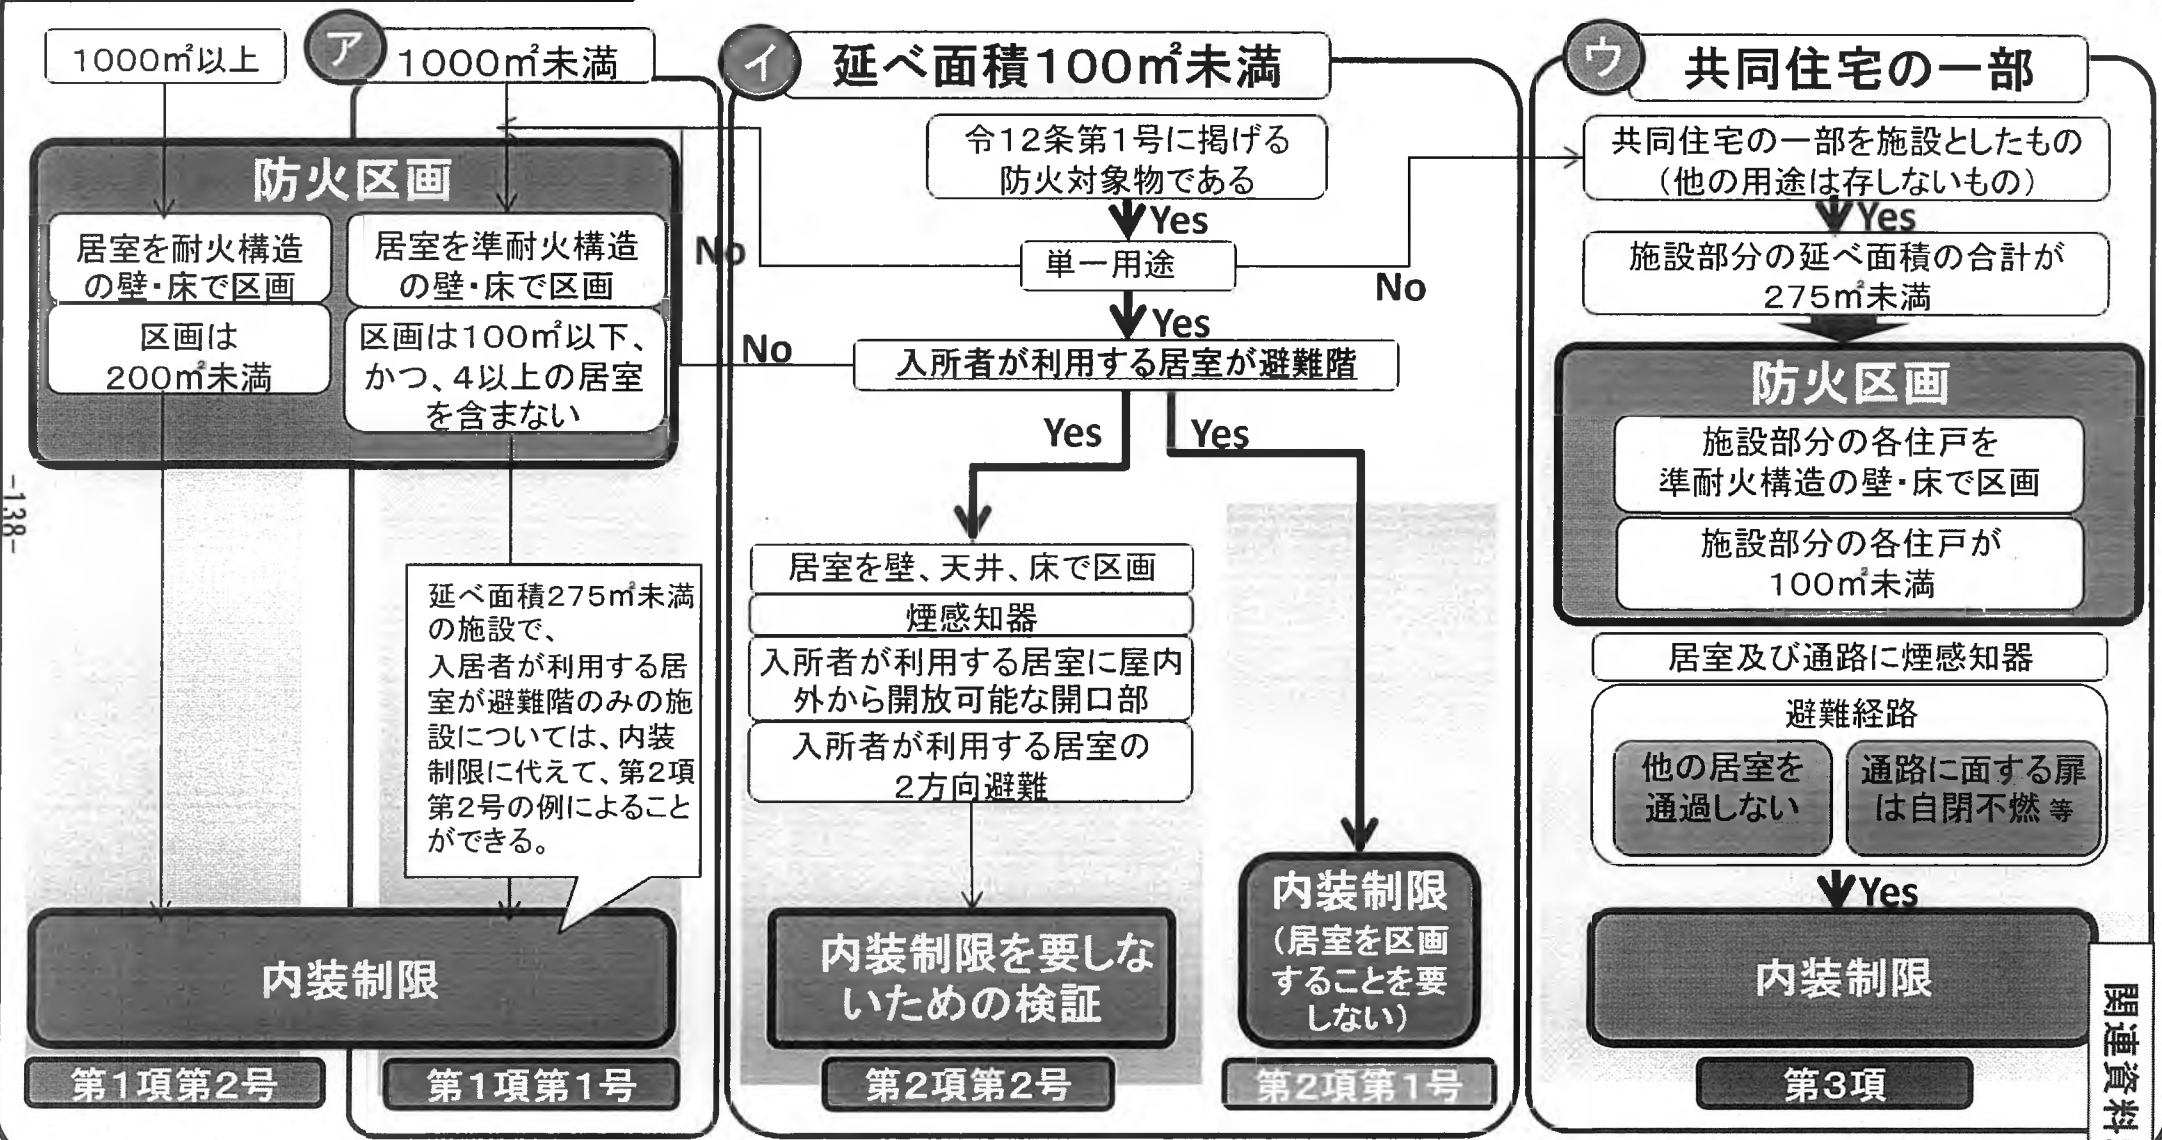 1000㎡以上
ア
1000㎡未満
防火区画
居室を耐火構造
の壁・床で区画
区画は
200㎡未満
居室を準耐火構造
の壁・床で区画
区画は100㎡以下、
かつ、4以上の居室
を含まない
延べ面積275㎡未満
の施設で、
入居者が利用する居
室が避難階のみの施
設については、内装
制限に代えて、第2項
第2号の例によること
ができる。
内装制限
第1項第2号
第1項第1号
イ
延べ面積100㎡未満
令12条第1号に掲げる
防火対象物である
Yes
単一用途
No
No
Yes
入所者が利用する居室が避難階
No
Yes
Yes
居室を壁、天井、床で区画
煙感知器
入所者が利用する居室に屋内
外から開放可能な開口部
入所者が利用する居室の
2方向避難
内装制限を要しな
いための検証
第2項第2号
内装制限
(居室を区画
することを要
しない)
第2項第1号
ウ
共同住宅の一部
共同住宅の一部を施設としたもの
(他の用途は存しないもの)
Yes
施設部分の延べ面積の合計が
275㎡未満
防火区画
施設部分の各住戸を
準耐火構造の壁・床で区画
施設部分の各住戸が
100㎡未満
居室及び通路に煙感知器
避難経路
他の居室を
通過しない
通路に面する扉
は自閉不燃 等
Yes
内装制限
第3項
関連資料
-138-